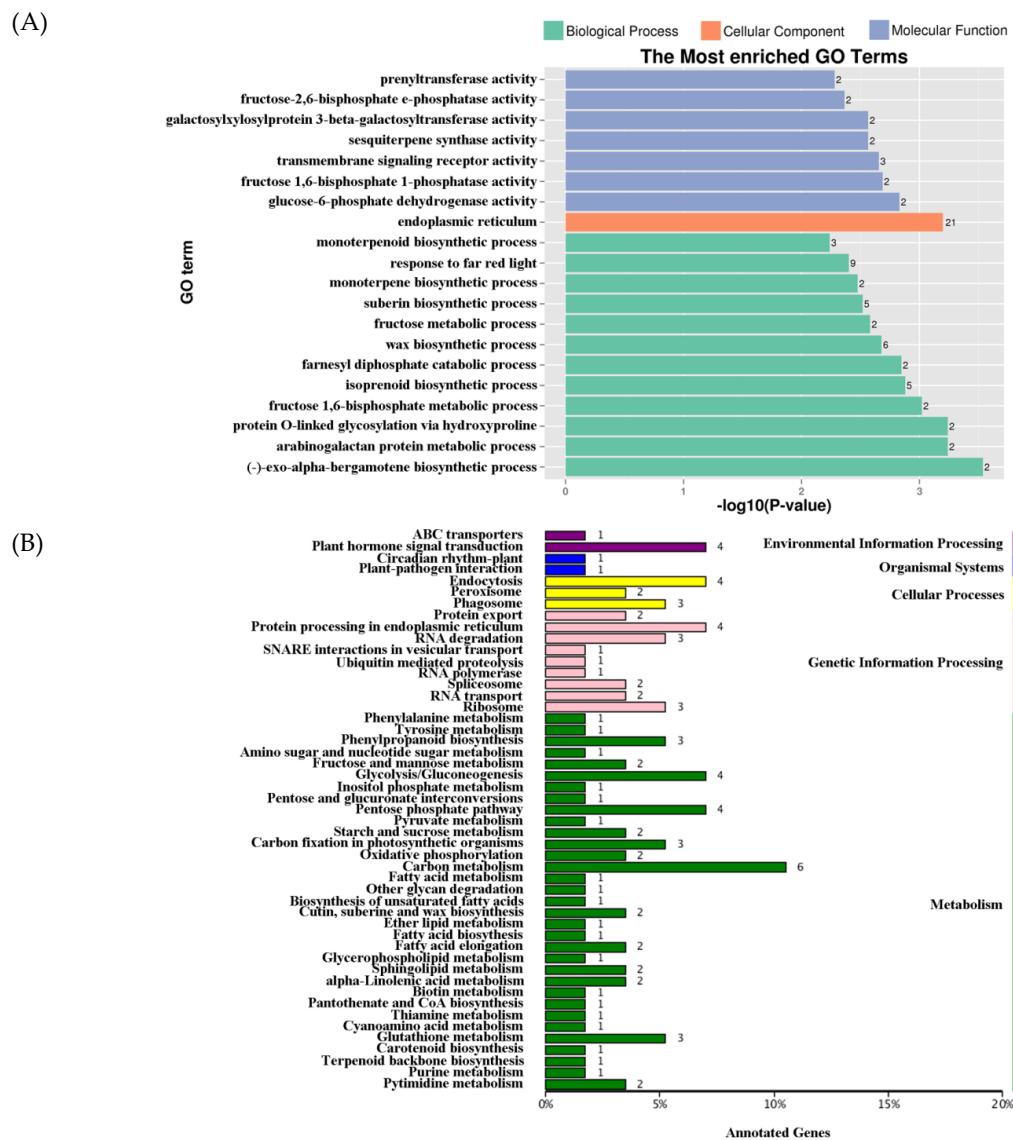 (A)
Biological Process Cellular Component Molecular Function
The Most enriched GO Terms
prenyltransferase activity 2
fructose-2,6-bisphosphate e-phosphatase activity 2
galactosylxylosylprotein 3-beta-galactosyltransferase activity 2
sesquiterpene synthase activity 2
transmembrane signaling receptor activity 3
fructose 1,6-bisphosphate 1-phosphatase activity 2
glucose-6-phosphate dehydrogenase activity 2
endoplasmic reticulum 21
monoterpenoid biosynthetic process 3
response to far red light 9
monoterpene biosynthetic process 2
suberin biosynthetic process 5
fructose metabolic process 2
wax biosynthetic process 6
farnesyl diphosphate catabolic process 2
isoprenoid biosynthetic process 5
fructose 1,6-bisphosphate metabolic process 2
protein O-linked glycosylation via hydroxyproline 2
arabinogalactan protein metabolic process 2
(-)-exo-alpha-bergamotene biosynthetic process 2
GO term
0 1 2 3
-log10(P-value)
(B)
ABC transporters 1
Plant hormone signal transduction 4 Environmental Information Processing
Circadian rhythm-plant 1
Plant-pathogen interaction 1 Organismal Systems
Endocytosis 4
Peroxisome 2 Cellular Processes
Phagosome 3
Protein export 2
Protein processing in endoplasmic reticulum 4
RNA degradation 3
SNARE interactions in vesicular transport 1
Ubiquitin mediated proteolysis 1 Genetic Information Processing
RNA polymerase 1
Spliceosome 2
RNA transport 2
Ribosome 3
Phenylalanine metabolism 1
Tyrosine metabolism 1
Phenylpropanoid biosynthesis 3
Amino sugar and nucleotide sugar metabolism 1
Fructose and mannose metabolism 2
Glycolysis/Gluconeogenesis 4
Inositol phosphate metabolism 1
Pentose and glucuronate interconversions 1
Pentose phosphate pathway 4
Pyruvate metabolism 1
Starch and sucrose metabolism 2
Carbon fixation in photosynthetic organisms 3
Oxidative phosphorylation 2
Carbon metabolism 6
Fatty acid metabolism 1
Other glycan degradation 1
Biosynthesis of unsaturated fatty acids 1 Metabolism
Cutin, suberine and wax biosynthesis 2
Ether lipid metabolism 1
Fatty acid biosythesis 1
Fatty acid elongation 2
Glycerophospholipid metabolism 1
Sphingolipid metabolism 2
alpha-Linolenic acid metabolism 2
Biotin metabolism 1
Pantothenate and CoA biosynthesis 1
Thiamine metabolism 1
Cyanoamino acid metabolism 1
Glutathione metabolism 3
Carotenoid biosynthesis 1
Terpenoid backbone biosynthesis 1
Purine metabolism 1
Pytimidine metabolism 2
0% 5% 10% 15% 20%
Annotated Genes